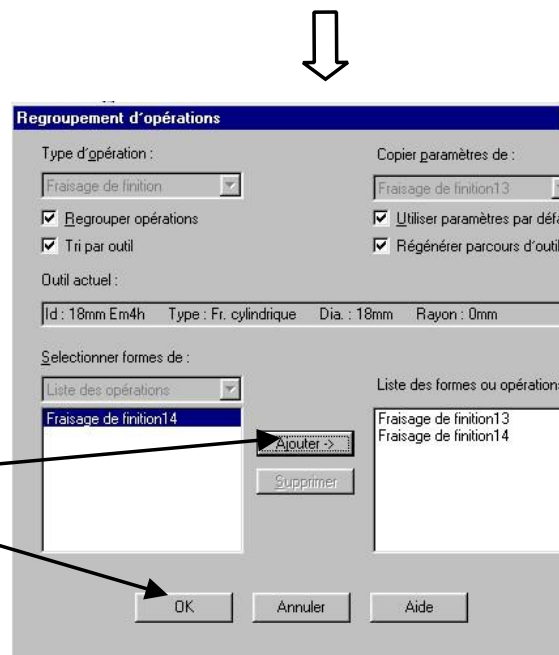 Regroupement d'opérations
Type d'opération :
Copier paramètres de :
Fraisage de finition
Fraisage de finition13
Regrouper opérations
Utiliser paramètres par défa
Tri par outil
Régénérer parcours d'outil
Outil actuel :
Id : 18mm Em4h Type : Fr. cylindrique Dia. : 18mm Rayon : 0mm
Selectionner formes de :
Liste des opérations
Liste des formes ou opérations
Fraisage de finition14
Fraisage de finition13
Fraisage de finition14
Ajouter ->
Supprimer
OK
Annuler
Aide